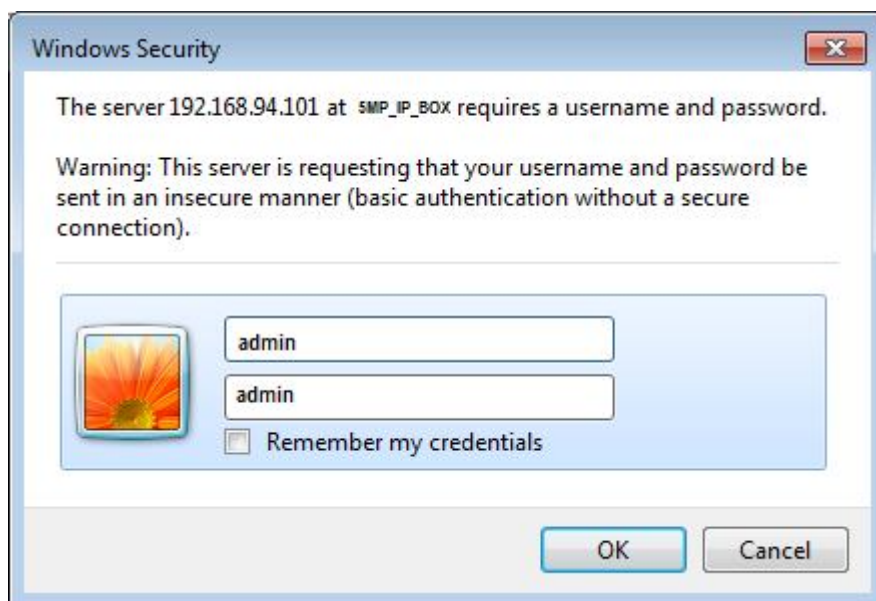 Windows Security
The server 192.168.94.101 at 5MP_IP_BOX requires a username and password.
Warning: This server is requesting that your username and password be
sent in an insecure manner (basic authentication without a secure
connection).
admin
admin
Remember my credentials
OK
Cancel